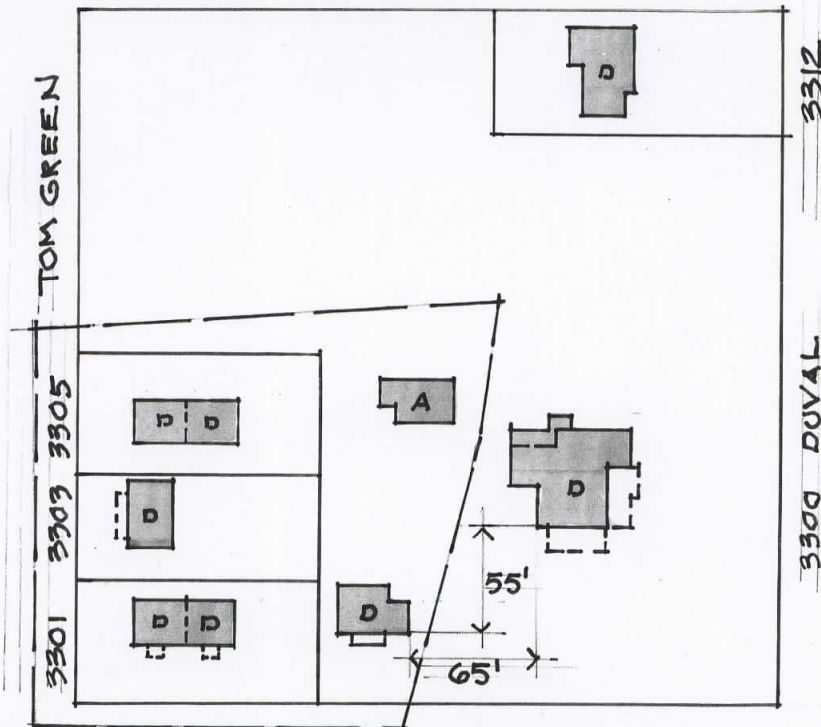 TOM GREEN
3312
D
3305
D D
A
3303
D
D
3300 DUVAL
3301
D D
D
55'
65'